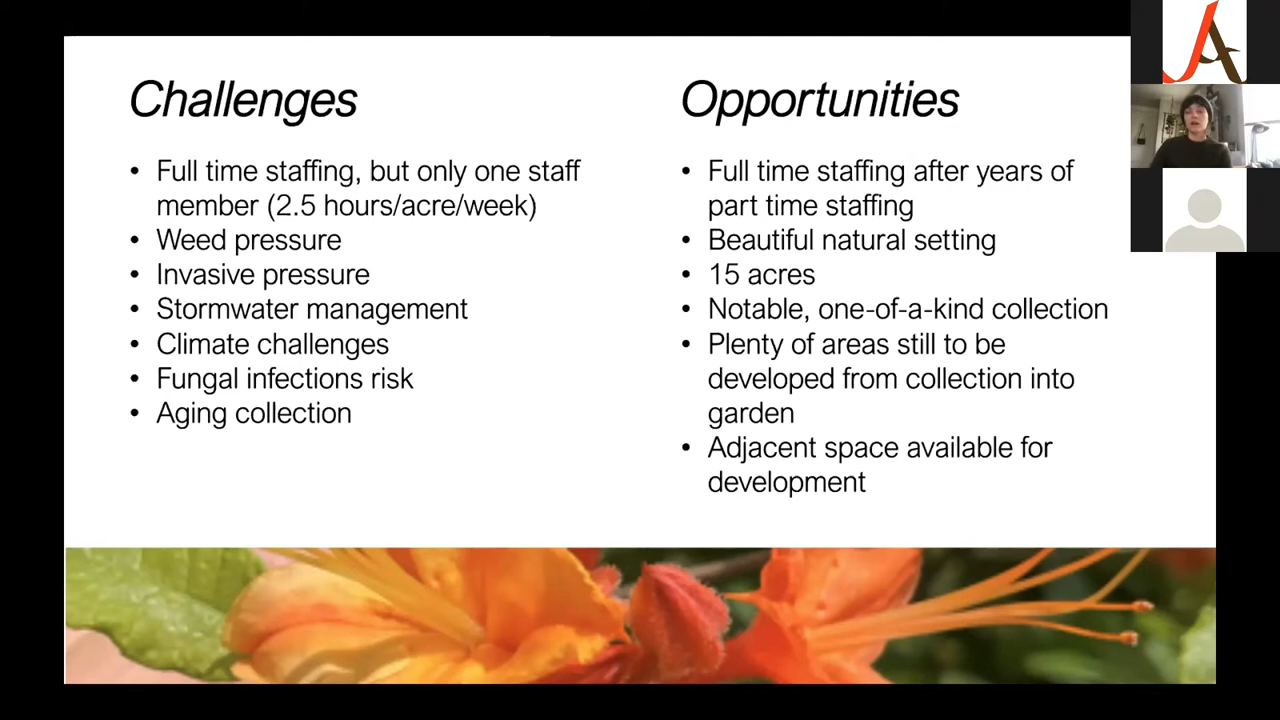 Challenges
• Full time staffing, but only one staff
member (2.5 hours/acre/week)
• Weed pressure
• Invasive pressure
• Stormwater management
• Climate challenges
• Fungal infections risk
• Aging collection
Opportunities
• Full time staffing after years of
part time staffing
• Beautiful natural setting
• 15 acres
• Notable, one-of-a-kind collection
• Plenty of areas still to be
developed from collection into
garden
• Adjacent space available for
development